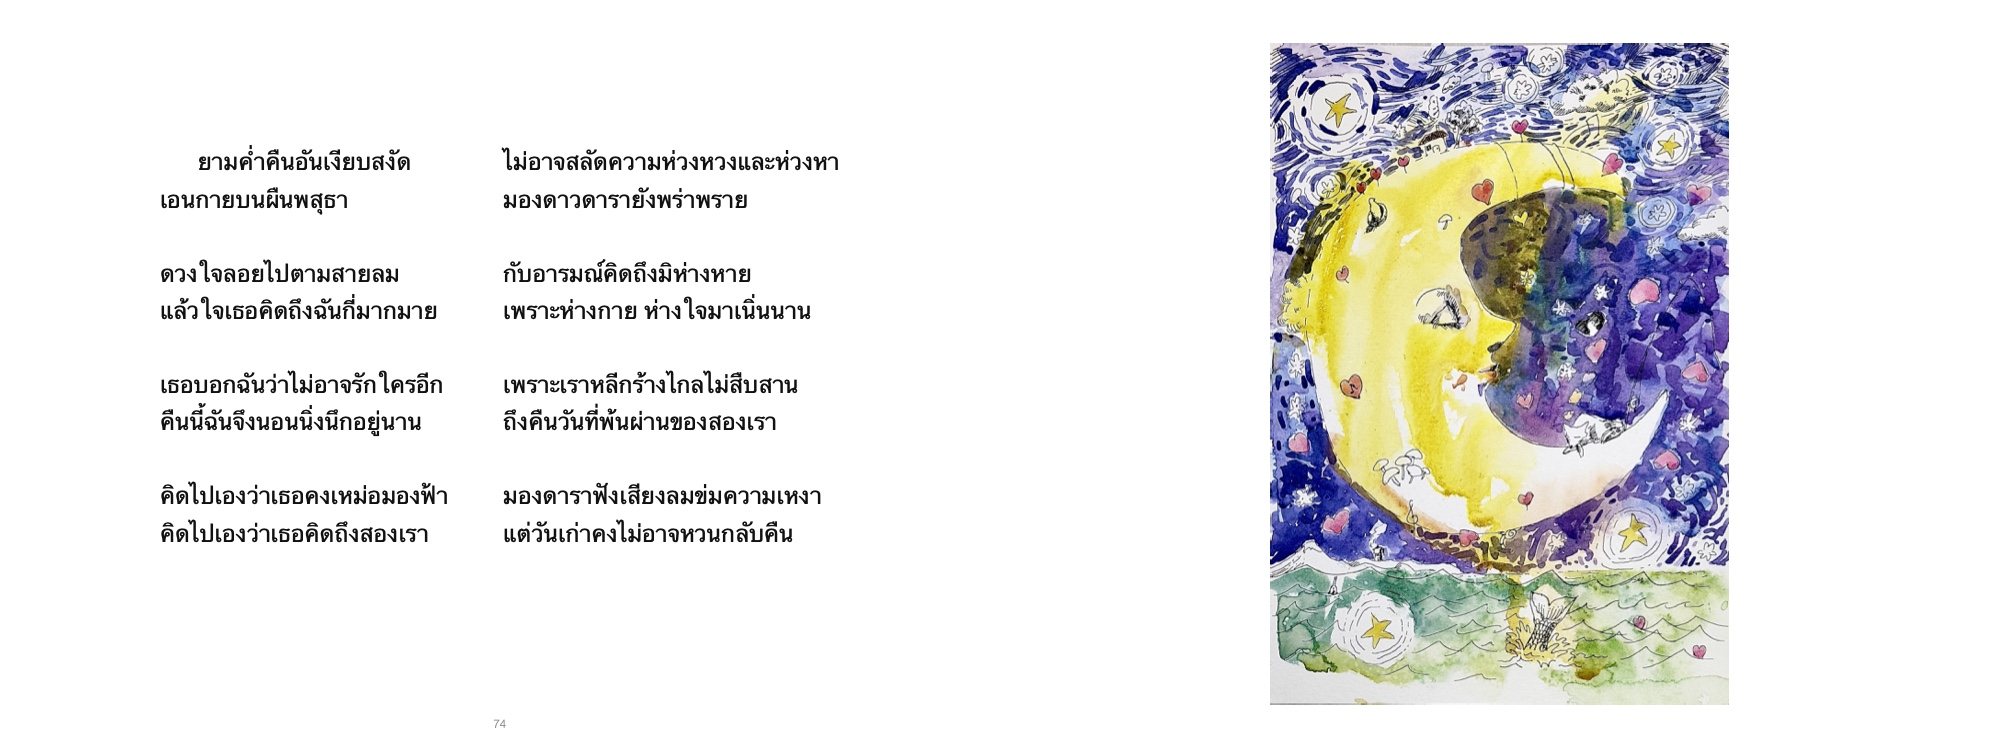 ยามค่ำคืนอันเงียบสงัด ไม่อาจสลัดความห่วงหวงและห่วงหา
เอนกายบนผืนพสุธา มองดาวดารายังพร่าพราย
ดวงใจลอยไปตามสายลม กับอารมณ์คิดถึงมิห่างหาย
แล้วใจเธอคิดถึงฉันกี่มากมาย เพราะห่างกาย ห่างใจมาเนิ่นนาน
เธอบอกฉันว่าไม่อาจรักใครอีก เพราะเราหลีกร้างไกลไม่สืบสาน
คืนนี้ฉันจึงนอนนิ่งนึกอยู่นาน ถึงคืนวันที่พ้นผ่านของสองเรา
คิดไปเองว่าเธอคงเหม่อมองฟ้า มองดาราฟังเสียงลมข่มความเหงา
คิดไปเองว่าเธอคิดถึงสองเรา แต่วันเก่าคงไม่อาจหวนกลับคืน
74